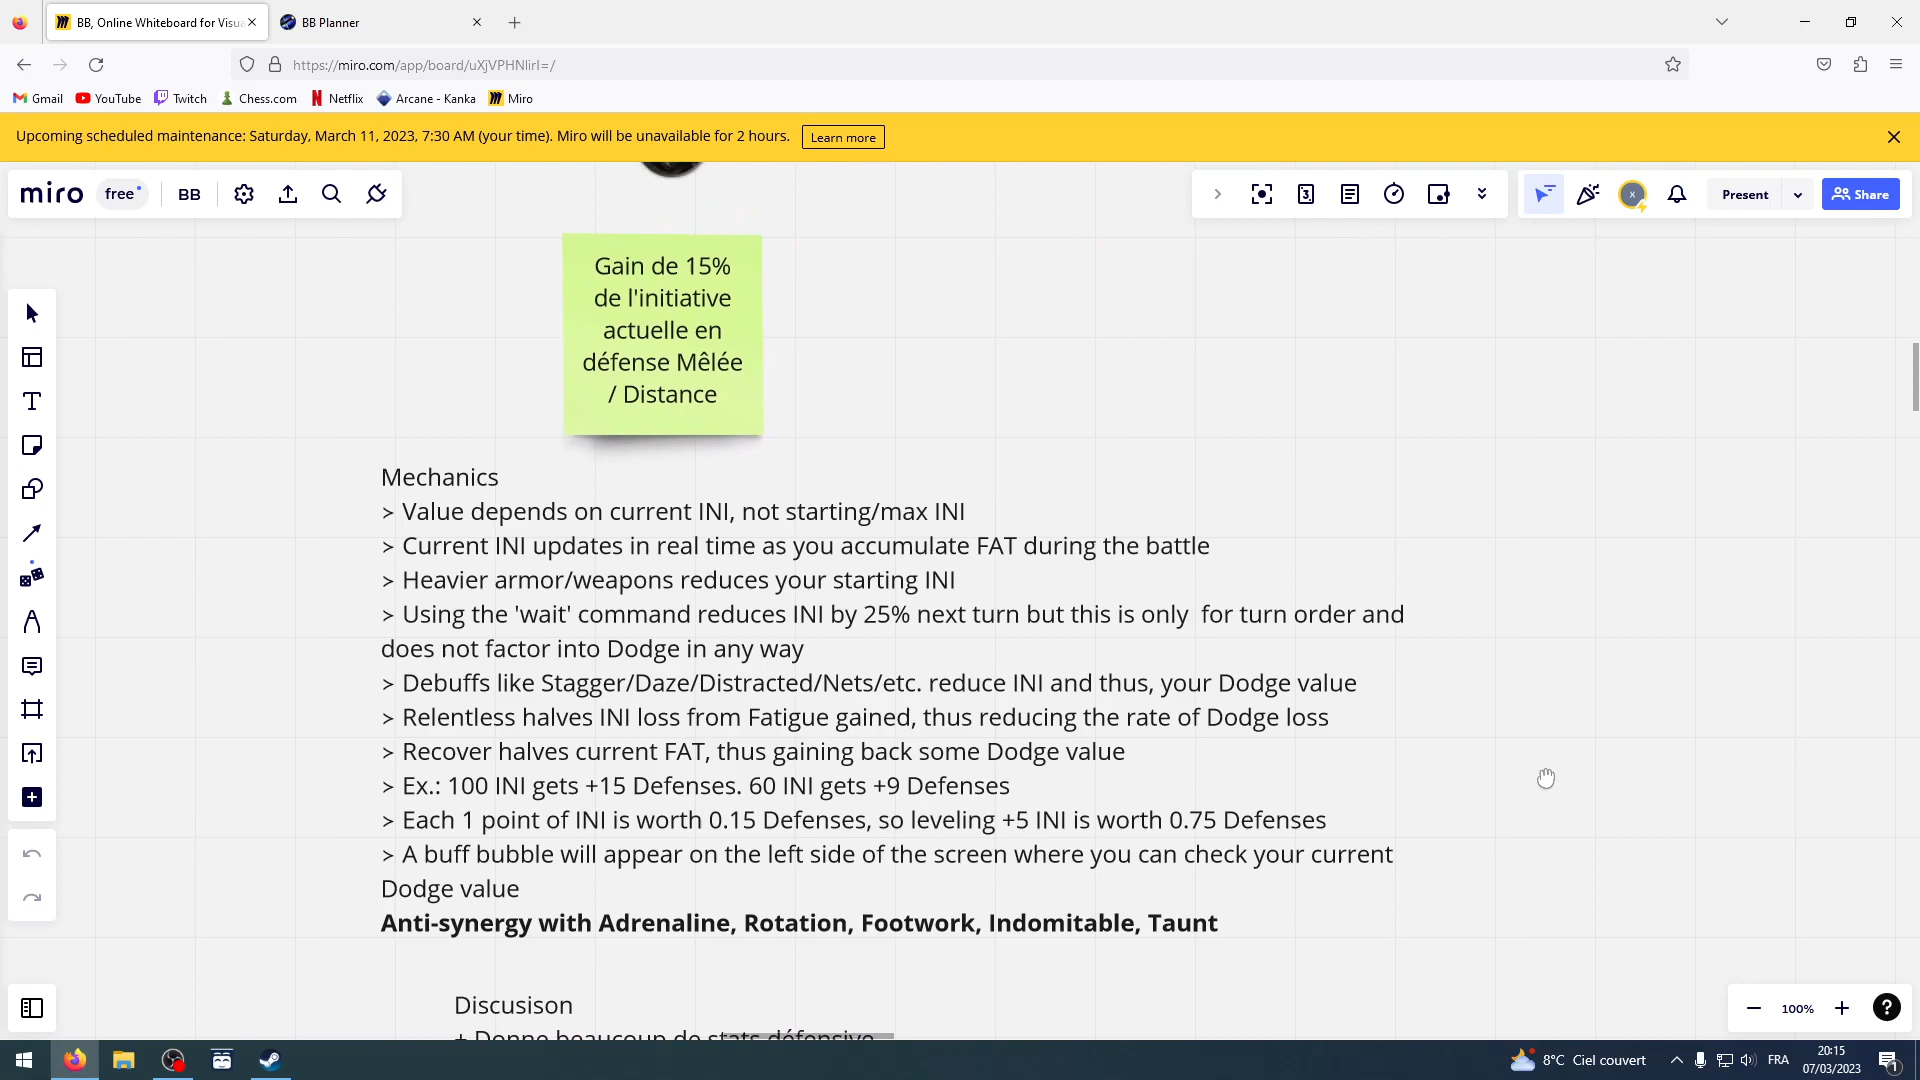 BB, Online Whiteboard for Visua
BB Planner
https://miro.com/app/board/uXjVPHNlirI=/
Gmail
YouTube
Twitch
Chess.com
Netflix
Arcane - Kanka
Miro
Upcoming scheduled maintenance: Saturday, March 11, 2023, 7:30 AM (your time). Miro will be unavailable for 2 hours.
Learn more
miro
free
BB
Present
Share
Gain de 15%
de l'initiative
actuelle en
défense Mêlée
/ Distance
Mechanics
> Value depends on current INI, not starting/max INI
> Current INI updates in real time as you accumulate FAT during the battle
> Heavier armor/weapons reduces your starting INI
> Using the 'wait' command reduces INI by 25% next turn but this is only  for turn order and
does not factor into Dodge in any way
> Debuffs like Stagger/Daze/Distracted/Nets/etc. reduce INI and thus, your Dodge value
> Relentless halves INI loss from Fatigue gained, thus reducing the rate of Dodge loss
> Recover halves current FAT, thus gaining back some Dodge value
> Ex.: 100 INI gets +15 Defenses. 60 INI gets +9 Defenses
> Each 1 point of INI is worth 0.15 Defenses, so leveling +5 INI is worth 0.75 Defenses
> A buff bubble will appear on the left side of the screen where you can check your current
Dodge value
Anti-synergy with Adrenaline, Rotation, Footwork, Indomitable, Taunt
Discusison
+ Donne beaucoup de stats défensive
100%
8°C Ciel couvert
FRA
20:15
07/03/2023